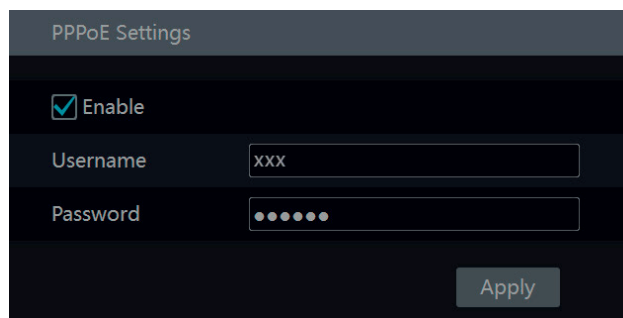 PPPoE Settings
Enable
Username xxx
Password ●●●●●●
Apply